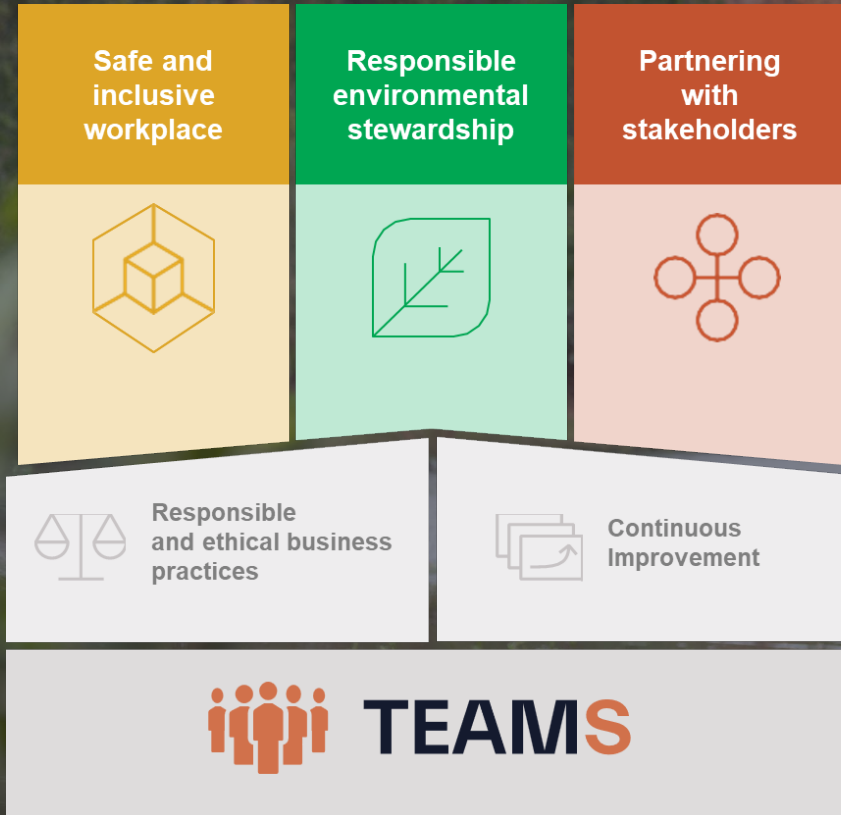 Safe and
inclusive
workplace
Responsible
environmental
stewardship
Partnering
with
stakeholders
Responsible
and ethical business
practices
Continuous
Improvement
TEAMS